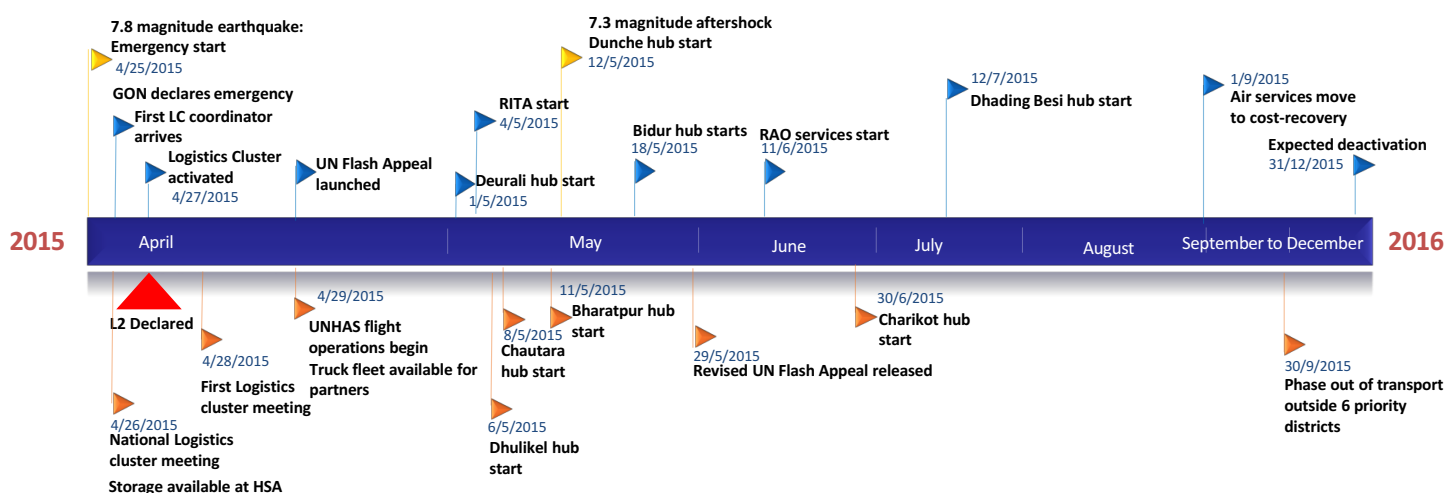 7.8 magnitude earthquake:
Emergency start
4/25/2015
GON declares emergency
First LC coordinator
arrives
Logistics Cluster
activated
4/27/2015
UN Flash Appeal
launched
RITA start
4/5/2015
Deurali hub start
1/5/2015
7.3 magnitude aftershock
Dunche hub start
12/5/2015
Bidur hub starts
18/5/2015
RAO services start
11/6/2015
12/7/2015
Dhading Besi hub start
1/9/2015
Air services move
to cost-recovery
Expected deactivation
31/12/2015
2015
April
May
June
July
August
September to December
2016
L2 Declared
4/26/2015
National Logistics
cluster meeting
Storage available at HSA
4/28/2015
First Logistics
cluster meeting
4/29/2015
UNHAS flight
operations begin
Truck fleet available for
partners
6/5/2015
Dhulikel hub
start
8/5/2015
Chautara
hub start
11/5/2015
Bharatpur hub
start
29/5/2015
Revised UN Flash Appeal released
30/6/2015
Charikot hub
start
30/9/2015
Phase out of transport
outside 6 priority
districts